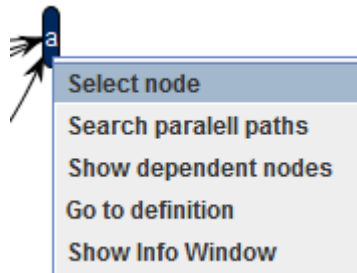 a
Select node
Search paralell paths
Show dependent nodes
Go to definition
Show Info Window